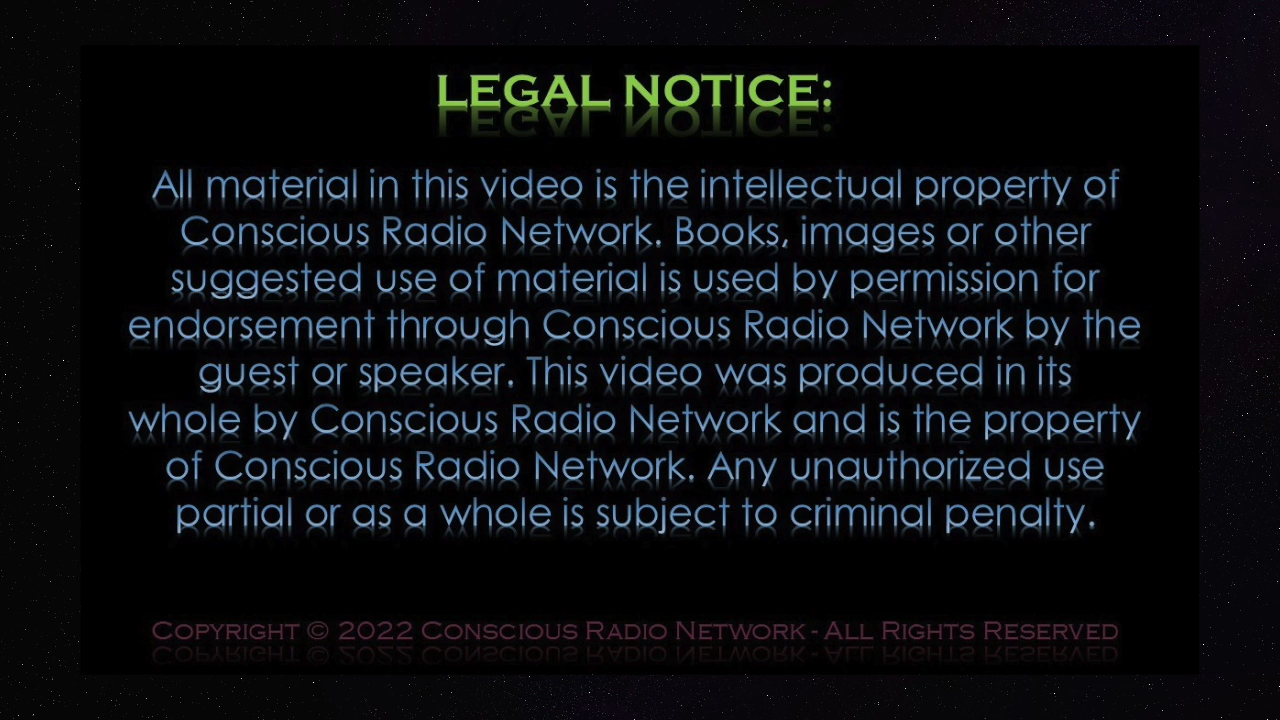 LEGAL NOTICE:
All material in this video is the intellectual property of
Conscious Radio Network. Books, images or other
suggested use of material is used by permission for
endorsement through Conscious Radio Network by the
guest or speaker. This video was produced in its
whole by Conscious Radio Network and is the property
of Conscious Radio Network. Any unauthorized use
partial or as a whole is subject to criminal penalty.
Copyright © 2022 Conscious Radio Network - All Rights Reserved